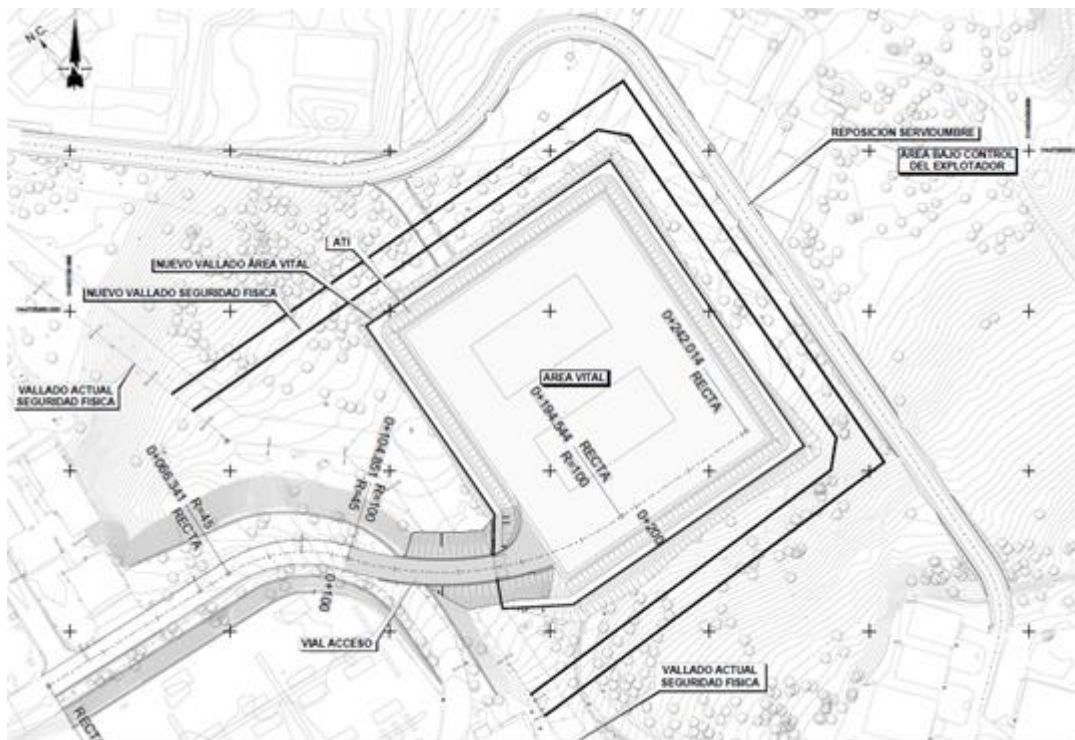 N.C.
N
REPOSICION SERVIDUMBRE
AREA BAJO CONTROL
DEL EXPLOTADOR
ATI
NUEVO VALLADO ÁREA VITAL
NUEVO VALLADO SEGURIDAD FISICA
VALLADO ACTUAL
SEGURIDAD FISICA
AREA VITAL
0+242.014 RECTA
0+194.544 RECTA
R=100
0+200
0+104.851 R=100
R=45
0+066.341 R=45
RECTA
0+100
VIAL ACCESO
VALLADO ACTUAL
SEGURIDAD FISICA
RECTA